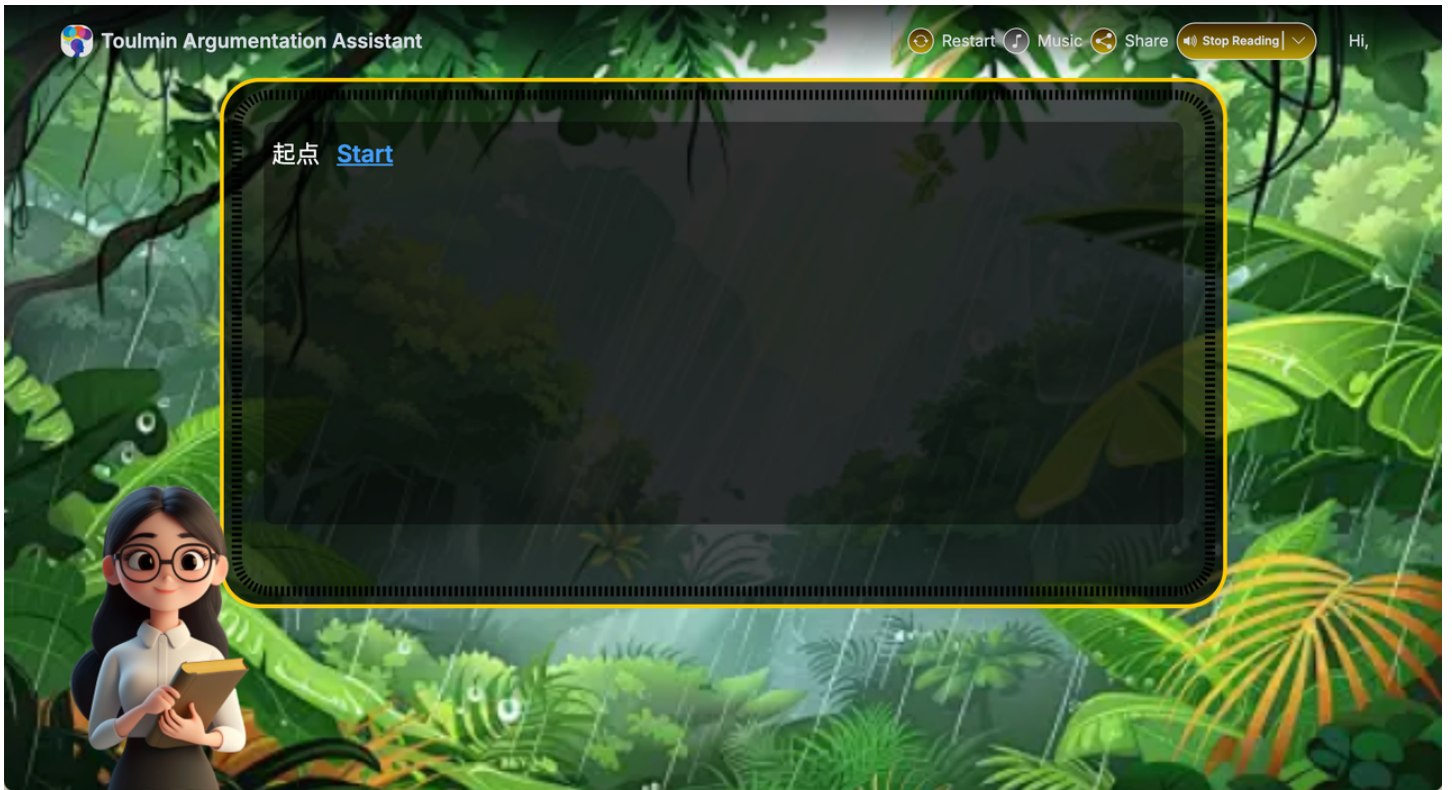 Toulmin Argumentation Assistant
Restart Music Share Stop Reading Hi,
起点 Start